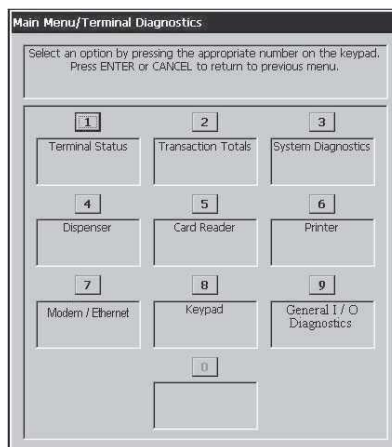 Main Menu/Terminal Diagnostics
Select an option by pressing the appropriate number on the keypad.
Press ENTER or CANCEL to return to previous menu.
1 2 3
Terminal Status Transaction Totals System Diagnostics
4 5 6
Dispenser Card Reader Printer
7 8 9
Modem / Ethernet Keypad General I / O
Diagnostics
0